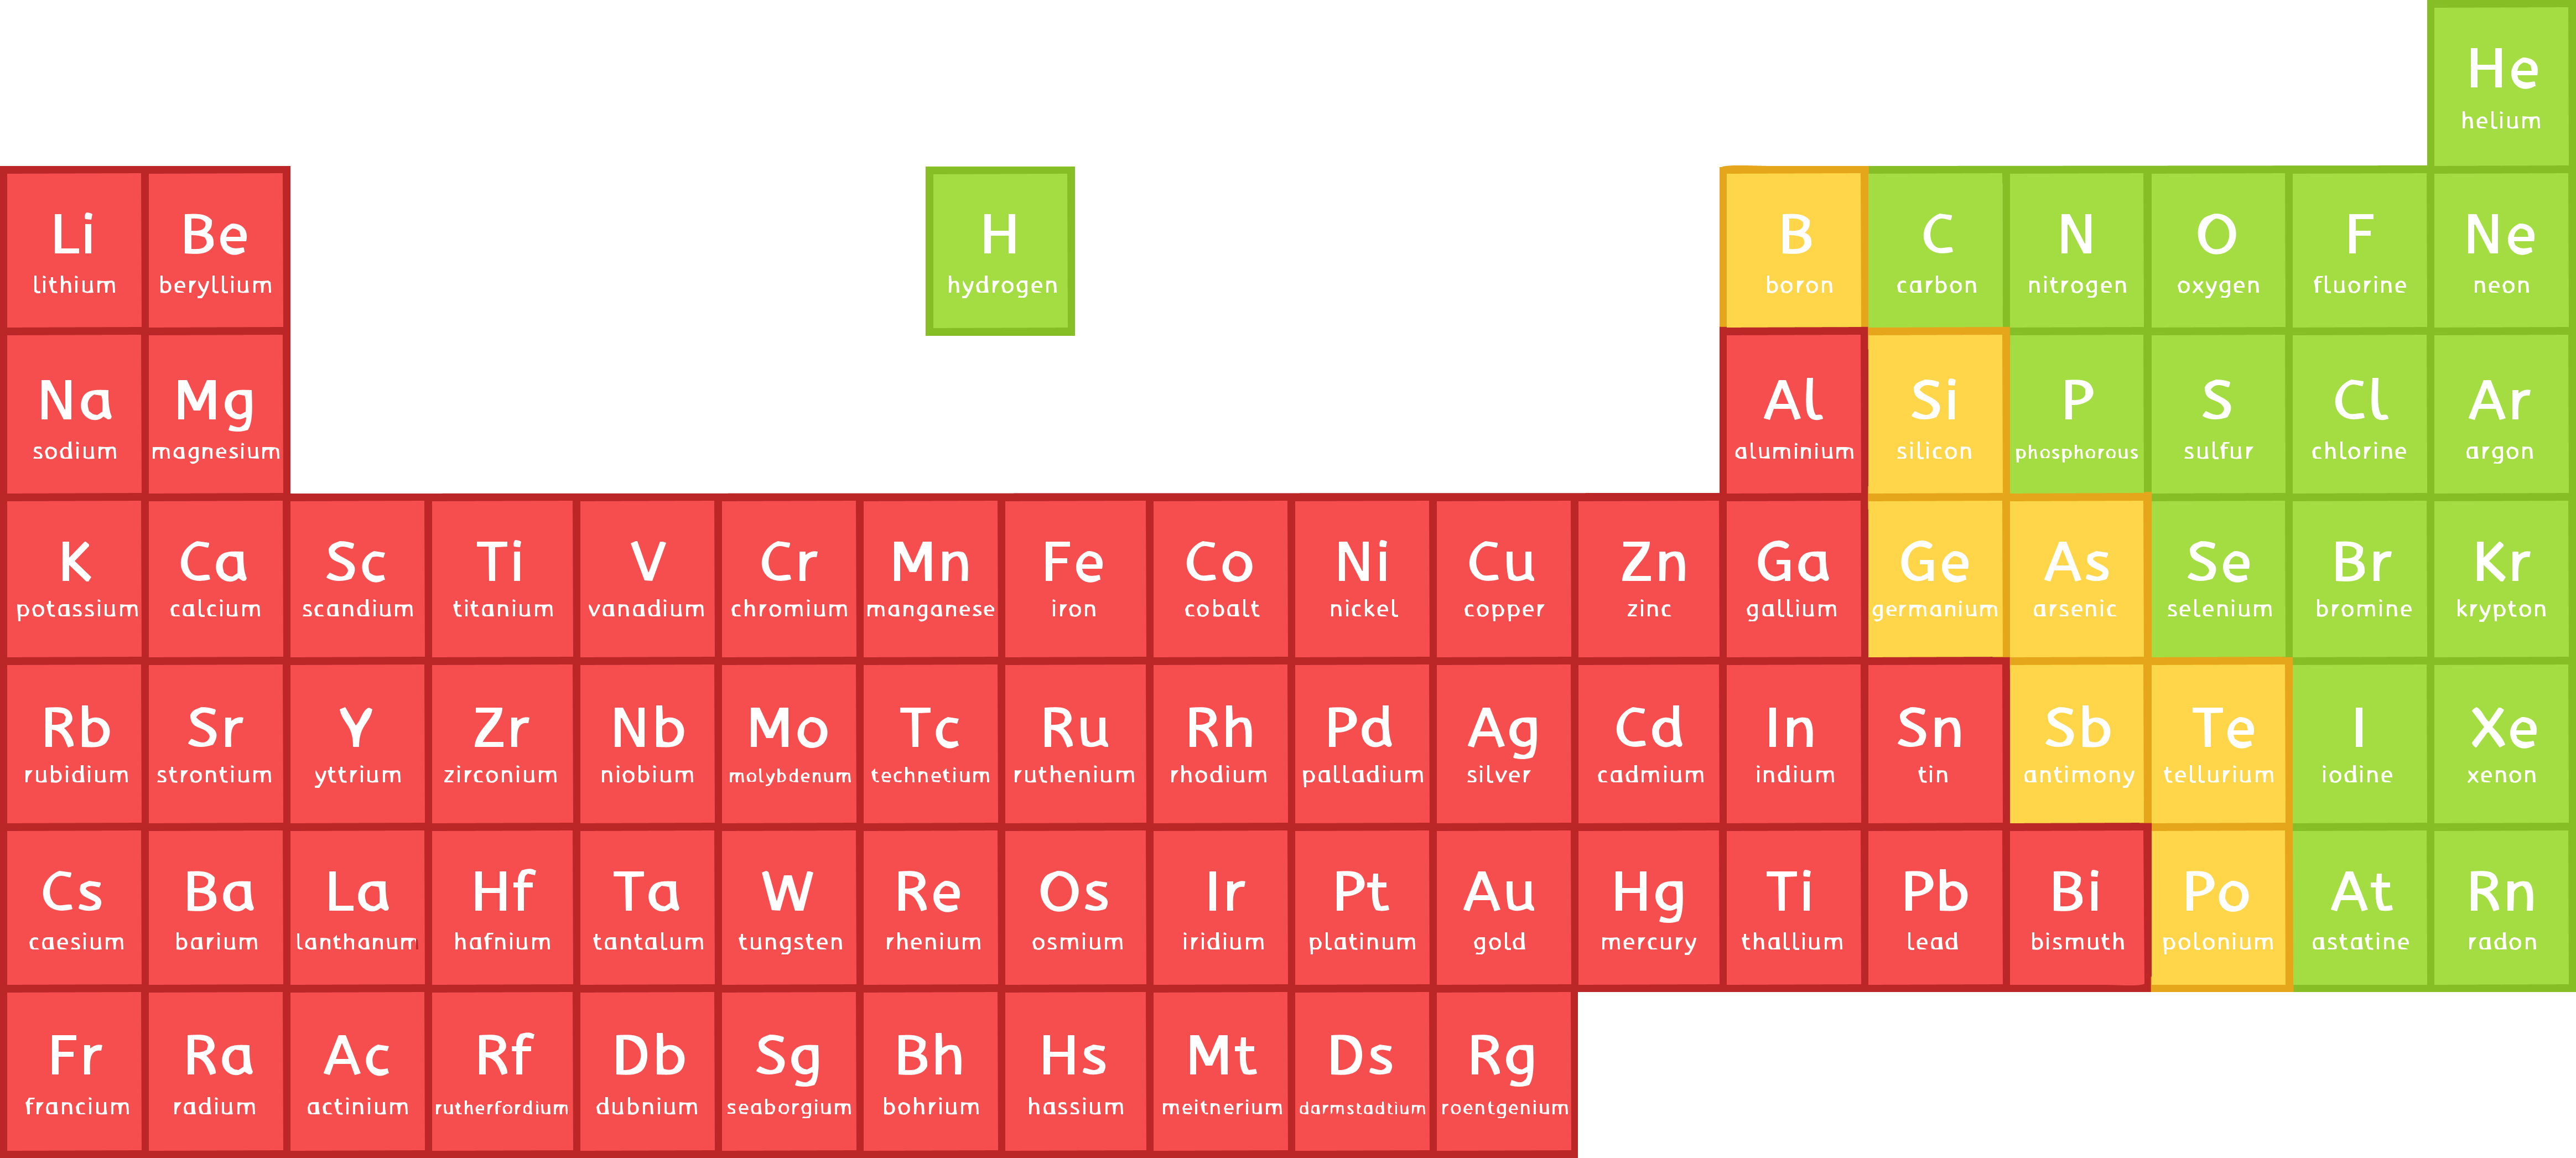 He
helium
Li Be H B C N O F Ne
lithium beryllium hydrogen boron carbon nitrogen oxygen fluorine neon
Na Mg Al Si P S Cl Ar
sodium magnesium aluminium silicon phosphorous sulfur chlorine argon
K Ca Sc Ti V Cr Mn Fe Co Ni Cu Zn Ga Ge As Se Br Kr
potassium calcium scandium titanium vanadium chromium manganese iron cobalt nickel copper zinc gallium germanium arsenic selenium bromine krypton
Rb Sr Y Zr Nb Mo Tc Ru Rh Pd Ag Cd In Sn Sb Te I Xe
rubidium strontium yttrium zirconium niobium molybdenum technetium ruthenium rhodium palladium silver cadmium indium tin antimony tellurium iodine xenon
Cs Ba La Hf Ta W Re Os Ir Pt Au Hg Ti Pb Bi Po At Rn
caesium barium lanthanum hafnium tantalum tungsten rhenium osmium iridium platinum gold mercury thallium lead bismuth polonium astatine radon
Fr Ra Ac Rf Db Sg Bh Hs Mt Ds Rg
francium radium actinium rutherfordium dubnium seaborgium bohrium hassium meitnerium darmstadtium roentgenium